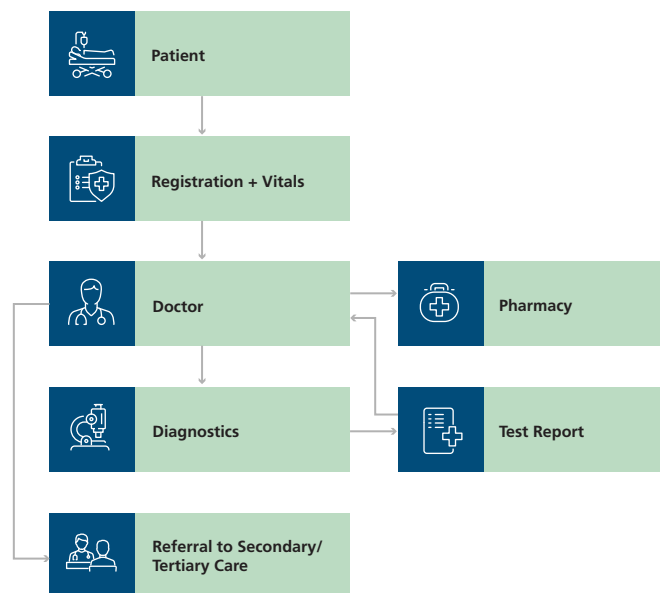 Patient
Registration + Vitals
Doctor
Pharmacy
Diagnostics
Test Report
Referral to Secondary/
Tertiary Care